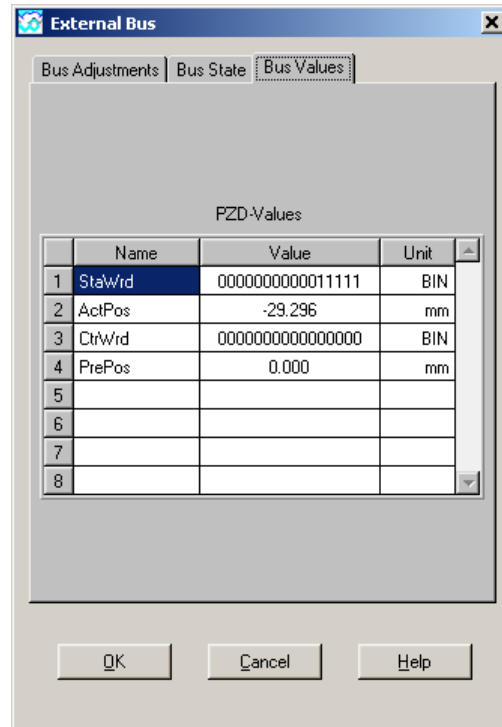 External Bus
Bus Adjustments Bus State Bus Values
PZD-Values
Name Value Unit
1 StaWrd 0000000000011111 BIN
2 ActPos -29.296 mm
3 CtrWrd 0000000000000000 BIN
4 PrePos 0.000 mm
5
6
7
8
OK Cancel Help